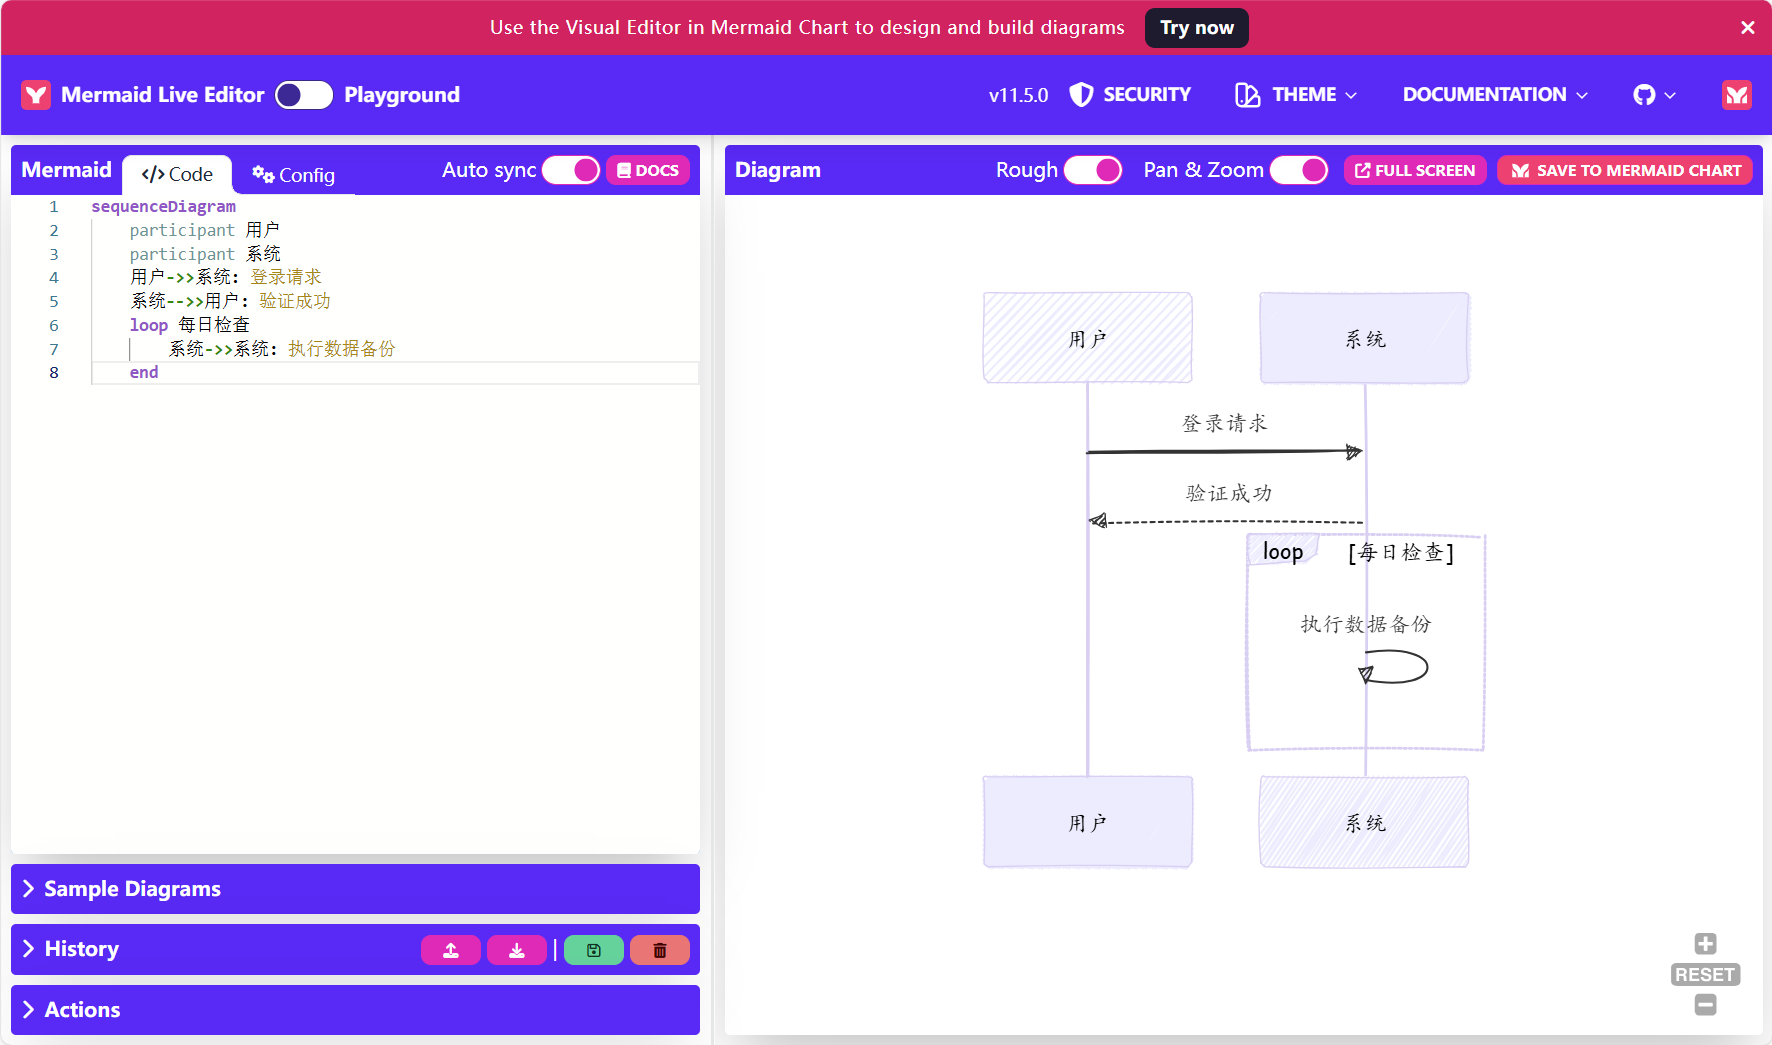 Use the Visual Editor in Mermaid Chart to design and build diagrams Try now
Mermaid Live Editor Playground v11.5.0 SECURITY THEME DOCUMENTATION
Mermaid </> Code Config Auto sync DOCS
1 sequenceDiagram
2 participant 用户
3 participant 系统
4 用户->>系统: 登录请求
5 系统-->>用户: 验证成功
6 loop 每日检查
7 系统->>系统: 执行数据备份
8 end
Sample Diagrams
History
Actions
Diagram Rough Pan & Zoom FULL SCREEN SAVE TO MERMAID CHART
用户 系统
登录请求
验证成功
loop [每日检查]
执行数据备份
用户 系统
RESET